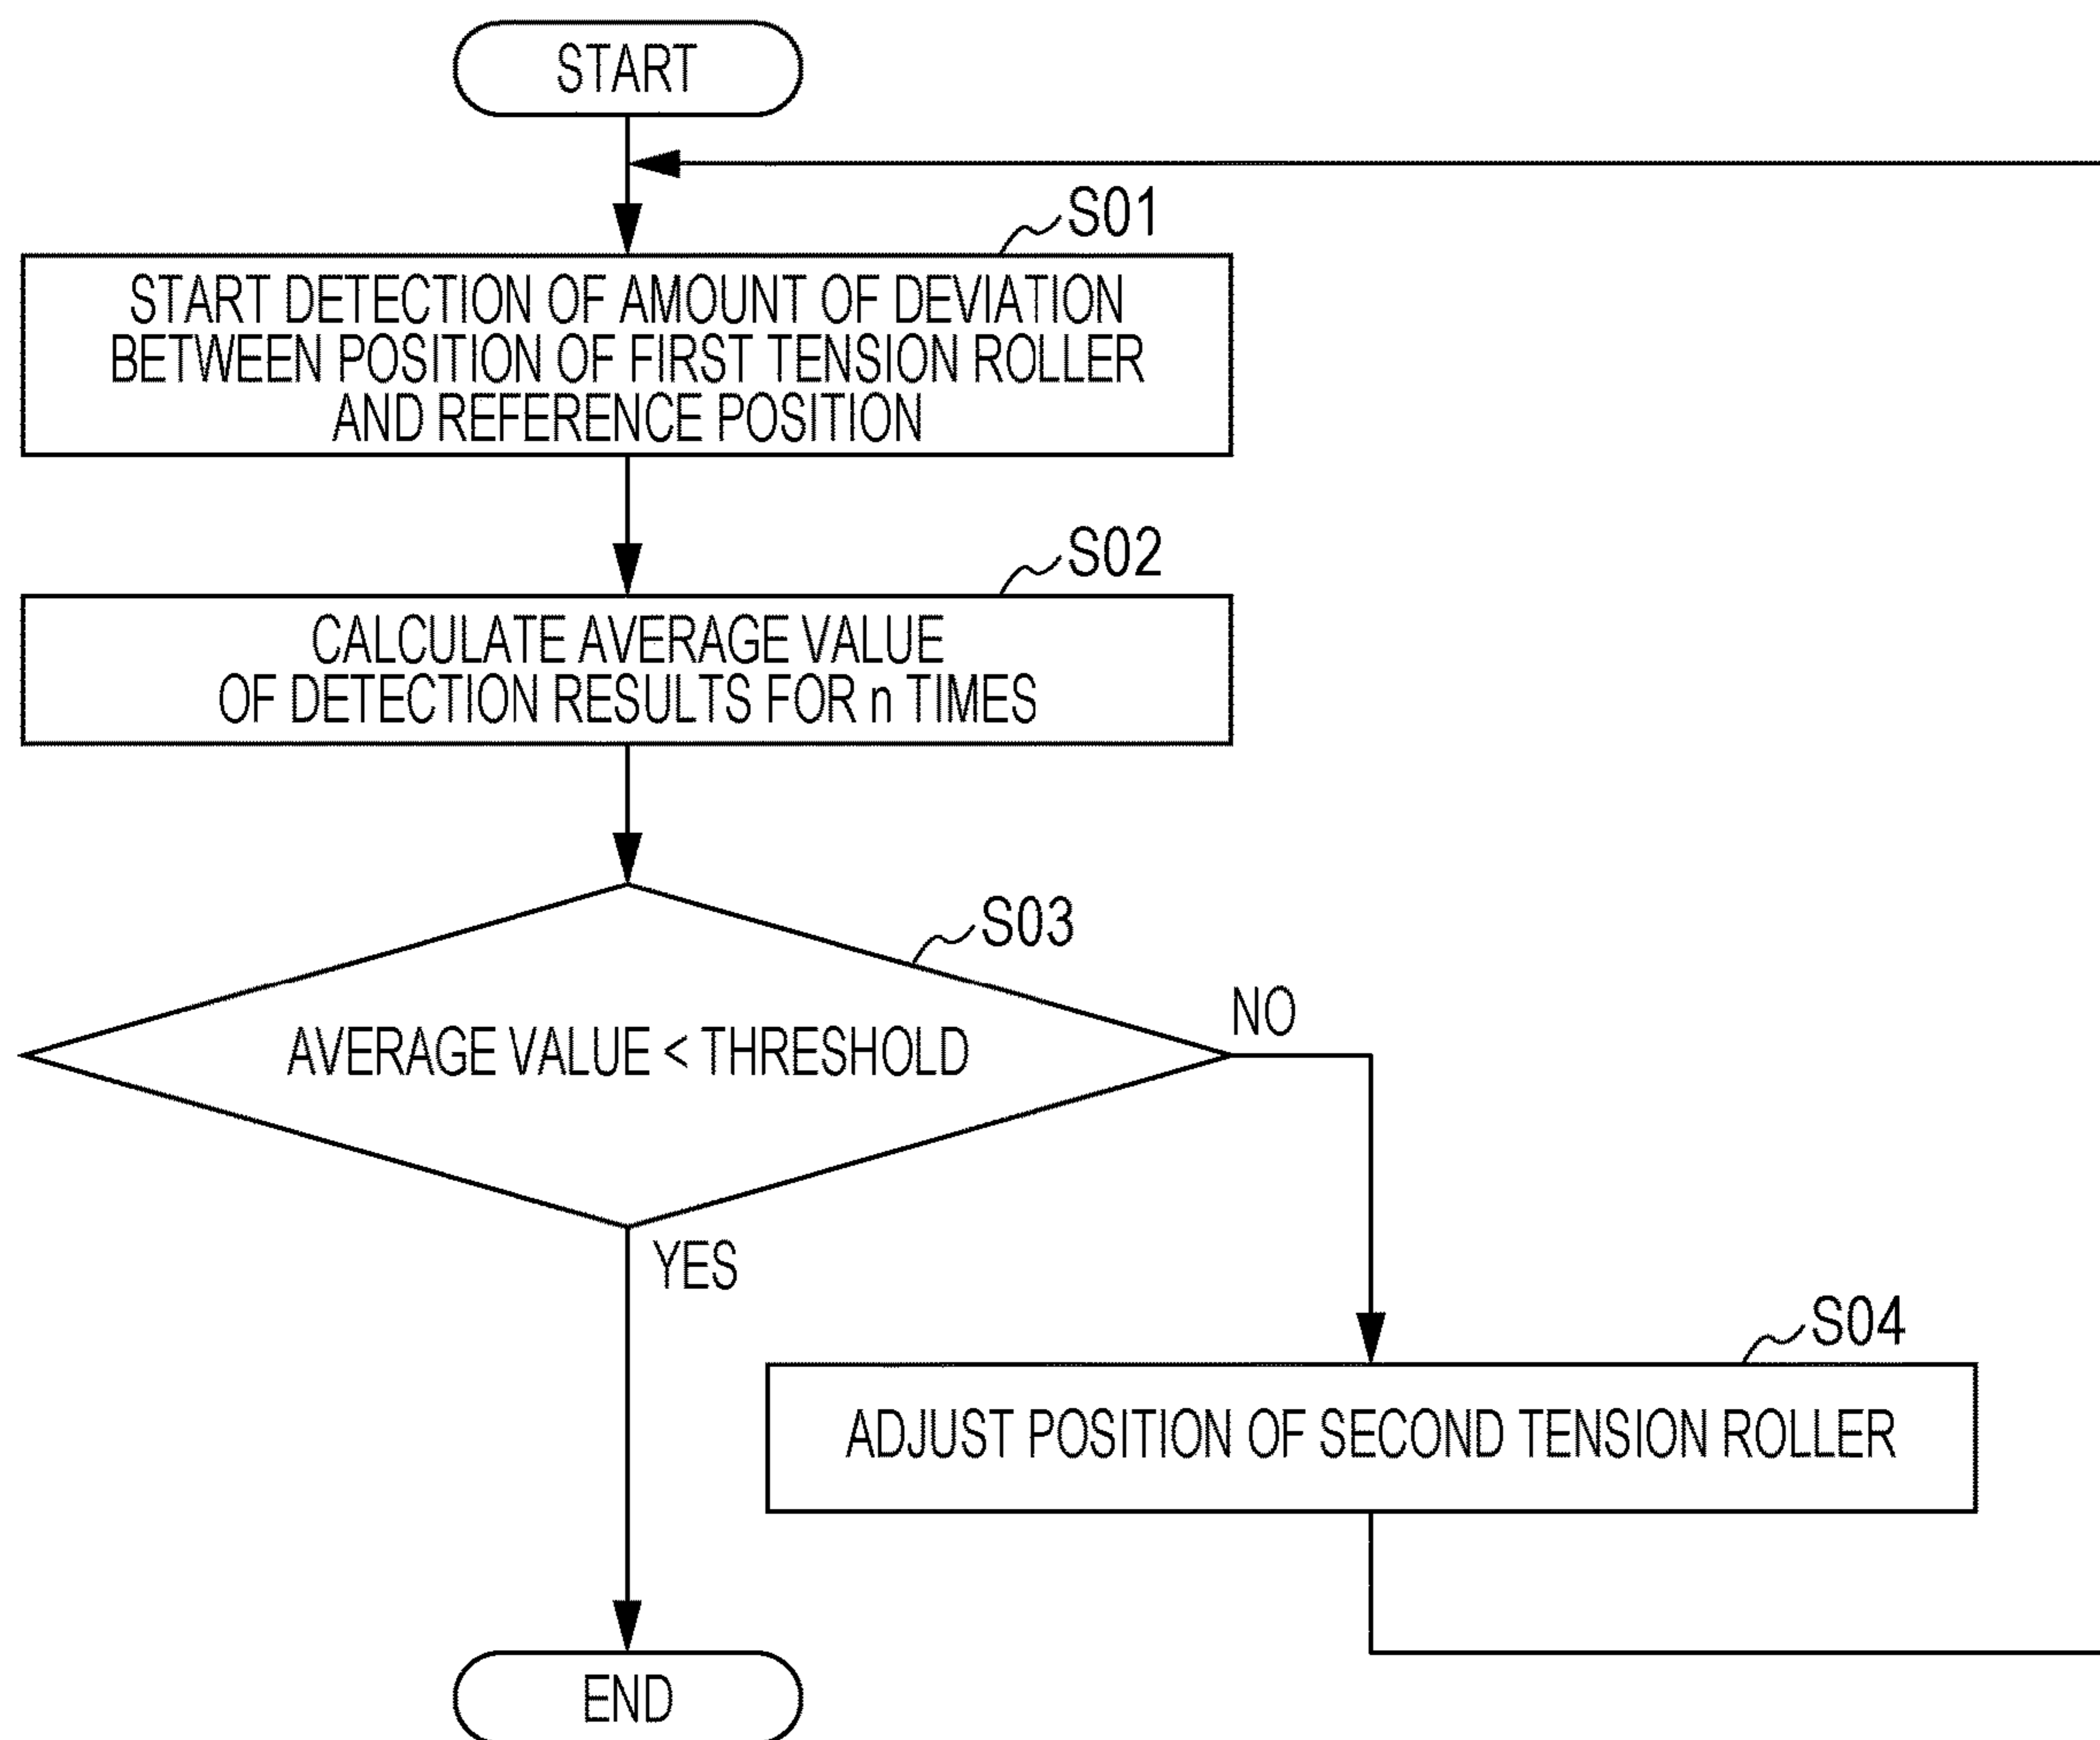 START
S01
START DETECTION OF AMOUNT OF DEVIATION
BETWEEN POSITION OF FIRST TENSION ROLLER
AND REFERENCE POSITION
S02
CALCULATE AVERAGE VALUE
OF DETECTION RESULTS FOR n TIMES
S03
AVERAGE VALUE < THRESHOLD
NO
YES
S04
ADJUST POSITION OF SECOND TENSION ROLLER
END